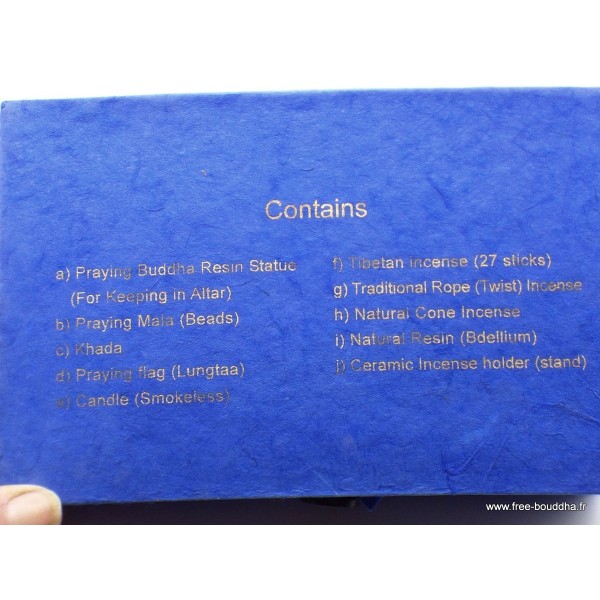 Contains
a) Praying Buddha Resin Statue
(For Keeping in Altar)
b) Praying Mala (Beads)
c) Khada
d) Praying flag (Lungtaa)
e) Candle (Smokeless)
f) Tibetan incense (27 sticks)
g) Traditional Rope (Twist) Incense
h) Natural Cone Incense
i) Natural Resin (Bdellium)
j) Ceramic Incense holder (stand)
www.free-bouddha.fr